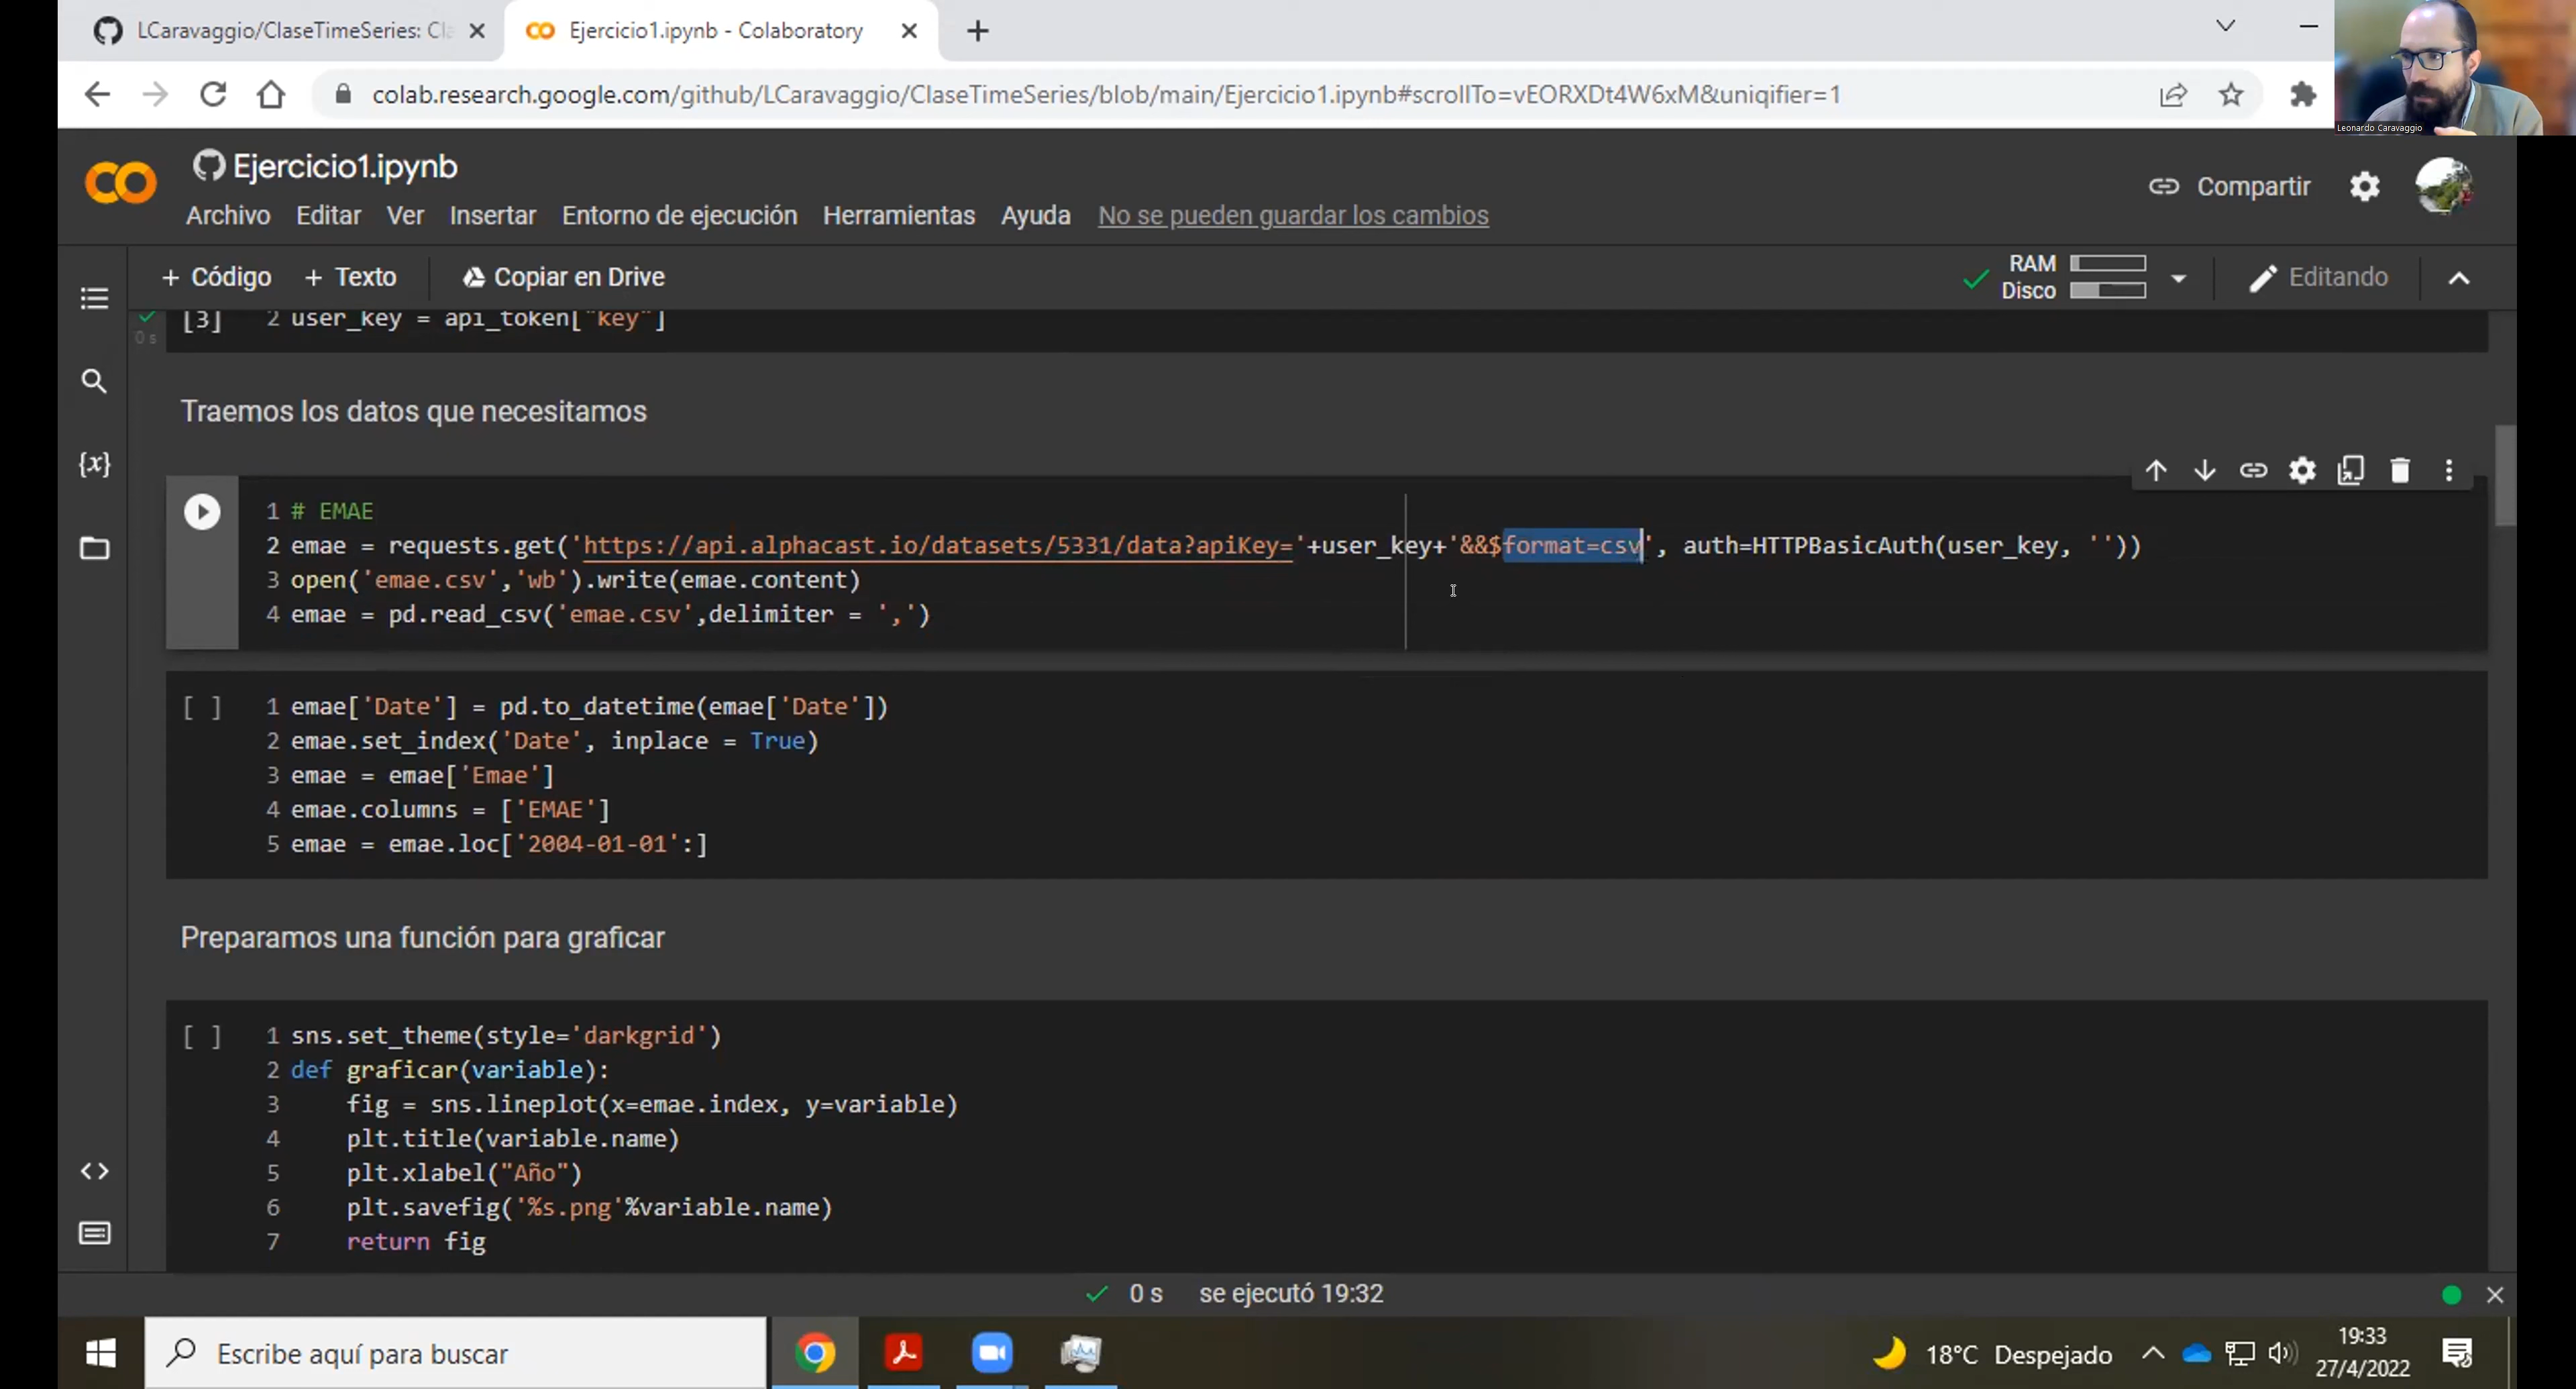 LCaravaggio/ClaseTimeSeries: Cla
Ejercicio1.ipynb - Colaboratory
colab.research.google.com/github/LCaravaggio/ClaseTimeSeries/blob/main/Ejercicio1.ipynb#scrollTo=vEORXDt4W6xM&uniqifier=1
Leonardo Caravaggio
Ejercicio1.ipynb
Compartir
Archivo Editar Ver Insertar Entorno de ejecución Herramientas Ayuda No se pueden guardar los cambios
+ Código + Texto Copiar en Drive
RAM
Disco
Editando
[3] 2 user_key = api_token["key"]
0 s
Traemos los datos que necesitamos
1 # EMAE
2 emae = requests.get('https://api.alphacast.io/datasets/5331/data?apiKey='+user_key+'&&$format=csv', auth=HTTPBasicAuth(user_key, ''))
3 open('emae.csv','wb').write(emae.content)
4 emae = pd.read_csv('emae.csv',delimiter = ',')
[ ] 1 emae['Date'] = pd.to_datetime(emae['Date'])
2 emae.set_index('Date', inplace = True)
3 emae = emae['Emae']
4 emae.columns = ['EMAE']
5 emae = emae.loc['2004-01-01':]
Preparamos una función para graficar
[ ] 1 sns.set_theme(style='darkgrid')
2 def graficar(variable):
3 fig = sns.lineplot(x=emae.index, y=variable)
4 plt.title(variable.name)
5 plt.xlabel("Año")
6 plt.savefig('%s.png'%variable.name)
7 return fig
0 s se ejecutó 19:32
Escribe aquí para buscar
18°C Despejado
19:33
27/4/2022